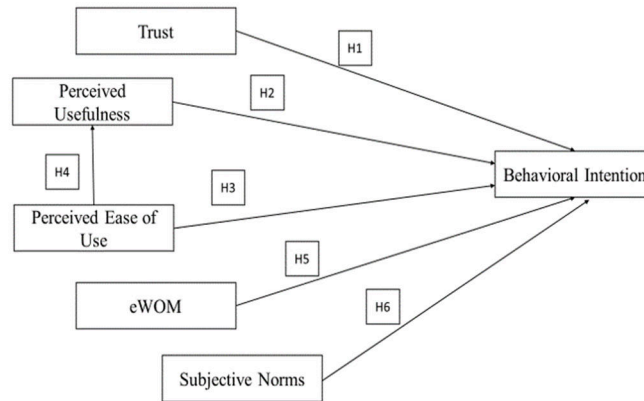 Trust
H1
Perceived
Usefulness
H2
H4
H3
Behavioral Intention
Perceived Ease of
Use
H5
eWOM
H6
Subjective Norms